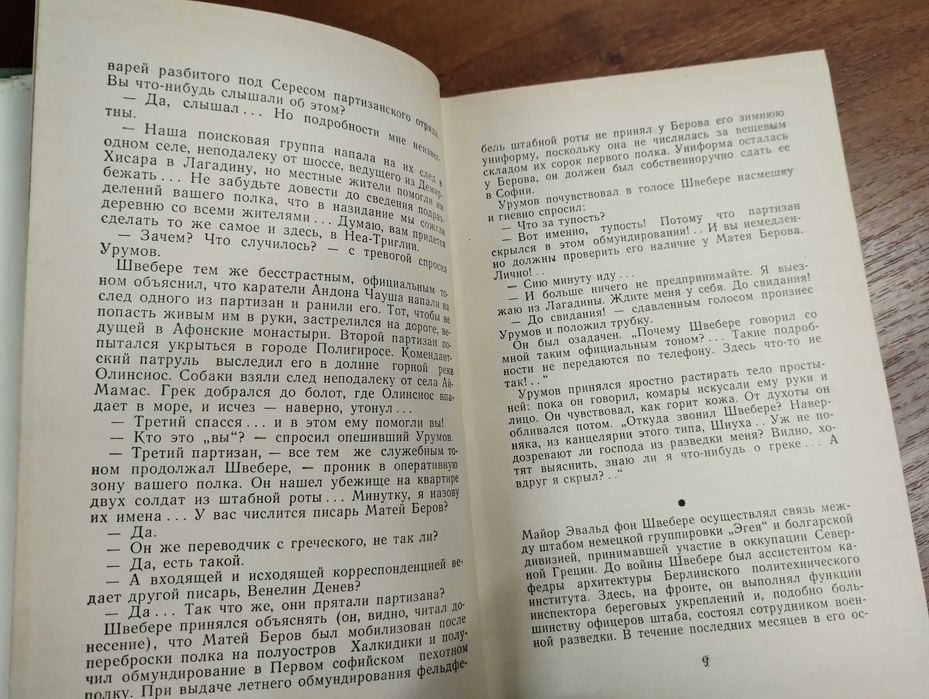 варей разбитого под Сересом партизанского отряда.
Вы что-нибудь слышали об этом?
— Да, слышал... Но подробности мне неизвест-
тны.
— Наша поисковая группа напала на их след в
одном селе, неподалеку от шоссе, ведущего из Демир-
Хисара в Лагадину, но местные жители помогли им
бежать... Не забудьте довести до сведения подраз-
делений вашего полка, что в назидание мы сожгли
деревню со всеми жителями... Думаю, вам придется
сделать то же самое и здесь, в Неа-Триглии.
— Зачем? Что случилось? — с тревогой спросил
Урумов.
Швебере тем же бесстрастным, официальным то-
ном объяснил, что каратели Андона Чауша напали на
след одного из партизан и ранили его. Тот, чтобы не
попасть живым им в руки, застрелился на дороге, ве-
дущей в Афонские монастыри. Второй партизан по-
пытался укрыться в городе Полигиросе. Комендант-
ский патруль выследил его в долине горной реки
Олинсиос. Собаки взяли след неподалеку от села Ай-
Мамас. Грек добрался до болот, где Олинсиос впа-
дает в море, и исчез — наверно, утонул...
— Третий спасся... и в этом ему помогли вы!
— Кто это „вы“? — спросил опешивший Урумов.
— Третий партизан, — все тем же служебным то-
ном продолжал Швебере, — проник в оперативную
зону вашего полка. Он нашел убежище на квартире
двух солдат из штабной роты... Минутку, я назову
их имена... У вас числится писарь Матей Беров?
— Да.
— Он же переводчик с греческого, не так ли?
— Да, есть такой.
— А входящей и исходящей корреспонденцией ве-
дает другой писарь, Венелин Денев?
— Да... Так что же, они прятали партизана?
Швебере принялся объяснять (он, видно, читал до-
несение), что Матей Беров был мобилизован после
переброски полка на полуостров Халкидики и полу-
чил обмундирование в Первом софийском пехотном
полку. При выдаче летнего обмундирования фельдфе-
бель штабной роты не принял у Берова его зимнюю
униформу, поскольку она не числилась за вещевым
складом их сорок первого полка. Униформа осталась
у Берова, он должен был собственноручно сдать ее
в Софии.
Урумов почувствовал в голосе Швебере насмешку
и гневно спросил:
— Что за тупость?
— Вот именно, тупость! Потому что партизан
скрылся в этом обмундировании!.. И вы немедлен-
но должны проверить его наличие у Матея Берова.
Лично!..
— Сию минуту иду...
— И больше ничего не предпринимайте. Я выез-
жаю из Лагадины. Ждите меня у себя. До свидания!
— До свидания! — сдавленным голосом произнес
Урумов и положил трубку.
Он был озадачен. „Почему Швебере говорил со
мной таким официальным тоном?... Такие подроб-
ности не передаются по телефону. Здесь что-то не
так!..“
Урумов принялся яростно растирать тело просты-
ней: пока он говорил, комары искусали ему руки и
лицо. Он чувствовал, как горит кожа. От духоты он
обливался потом. „Откуда звонил Швебере? Навер-
няка, из канцелярии этого типа, Шнуха.. Уж не по-
дозревают ли господа из разведки меня? Видно, хо-
тят выяснить, знаю ли я что-нибудь о греке... А
вдруг я скрыл?..“
●
Майор Эвальд фон Швебере осуществлял связь меж-
ду штабом немецкой группировки „Эгея“ и болгарской
дивизией, принимавшей участие в оккупации Север-
ной Греции. До войны Швебере был ассистентом ка-
федры архитектуры Берлинского политехнического
института. Здесь, на фронте, он выполнял функции
инспектора береговых укреплений и, подобно боль-
шинству офицеров штаба, состоял сотрудником воен-
ной разведки. В течение последних месяцев в его ос-
9